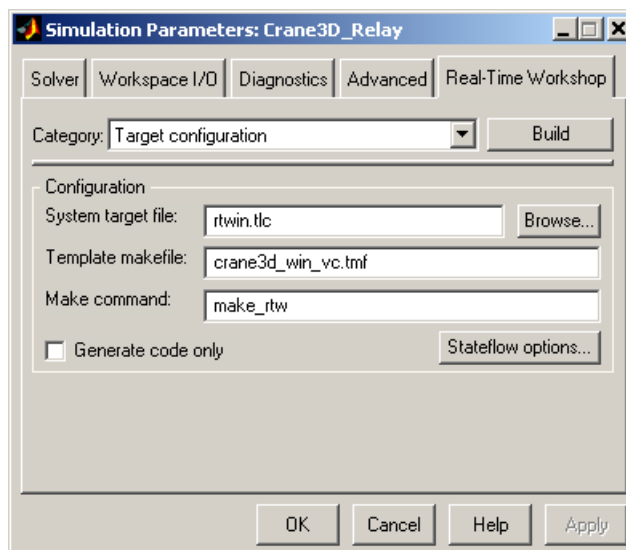 Simulation Parameters: Crane3D_Relay
Solver Workspace I/O Diagnostics Advanced Real-Time Workshop
Category: Target configuration Build
Configuration
System target file: rtwin.tlc Browse...
Template makefile: crane3d_win_vc.tmf
Make command: make_rtw
Generate code only Stateflow options...
OK Cancel Help Apply